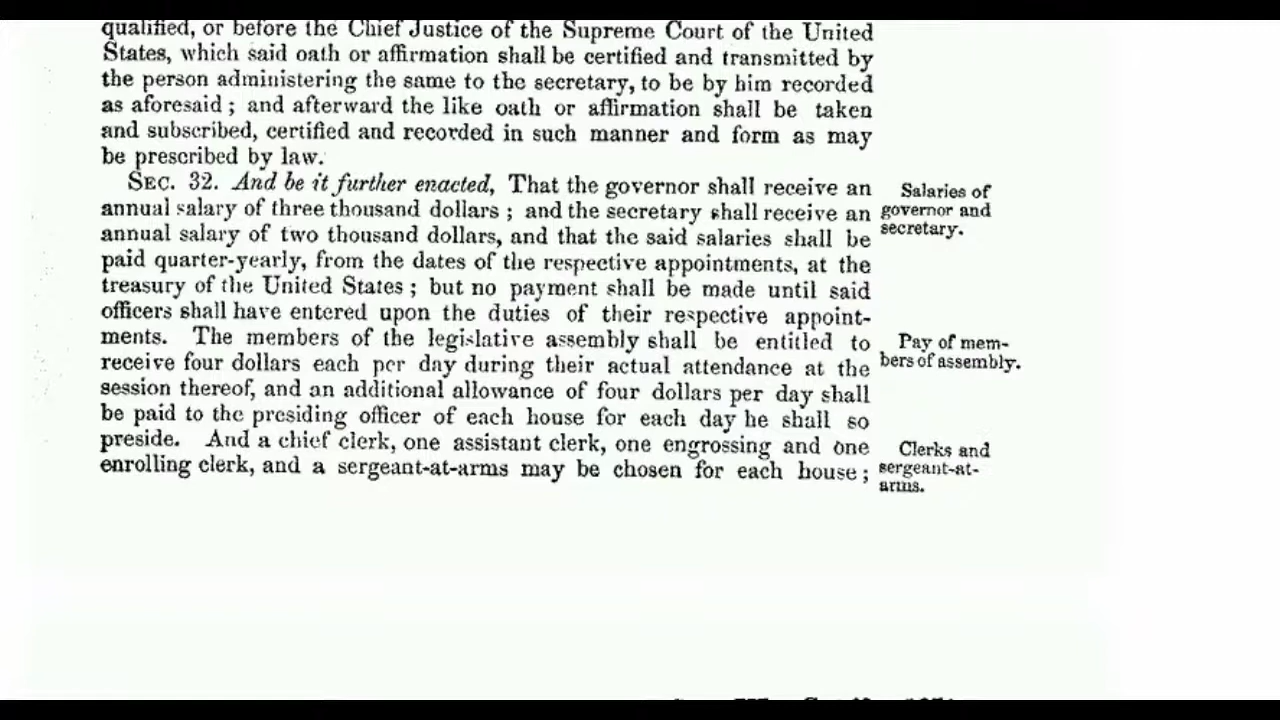 qualified, or before the Chief Justice of the Supreme Court of the United
States, which said oath or affirmation shall be certified and transmitted by
the person administering the same to the secretary, to be by him recorded
as aforesaid; and afterward the like oath or affirmation shall be taken
and subscribed, certified and recorded in such manner and form as may
be prescribed by law.
SEC. 32. And be it further enacted, That the governor shall receive an
annual salary of three thousand dollars; and the secretary shall receive an
annual salary of two thousand dollars, and that the said salaries shall be
paid quarter-yearly, from the dates of the respective appointments, at the
treasury of the United States; but no payment shall be made until said
officers shall have entered upon the duties of their respective appoint-
ments. The members of the legislative assembly shall be entitled to
receive four dollars each per day during their actual attendance at the
session thereof, and an additional allowance of four dollars per day shall
be paid to the presiding officer of each house for each day he shall so
preside. And a chief clerk, one assistant clerk, one engrossing and one
enrolling clerk, and a sergeant-at-arms may be chosen for each house;
Salaries of
governor and
secretary.
Pay of mem-
bers of assembly.
Clerks and
sergeant-at-
arms.